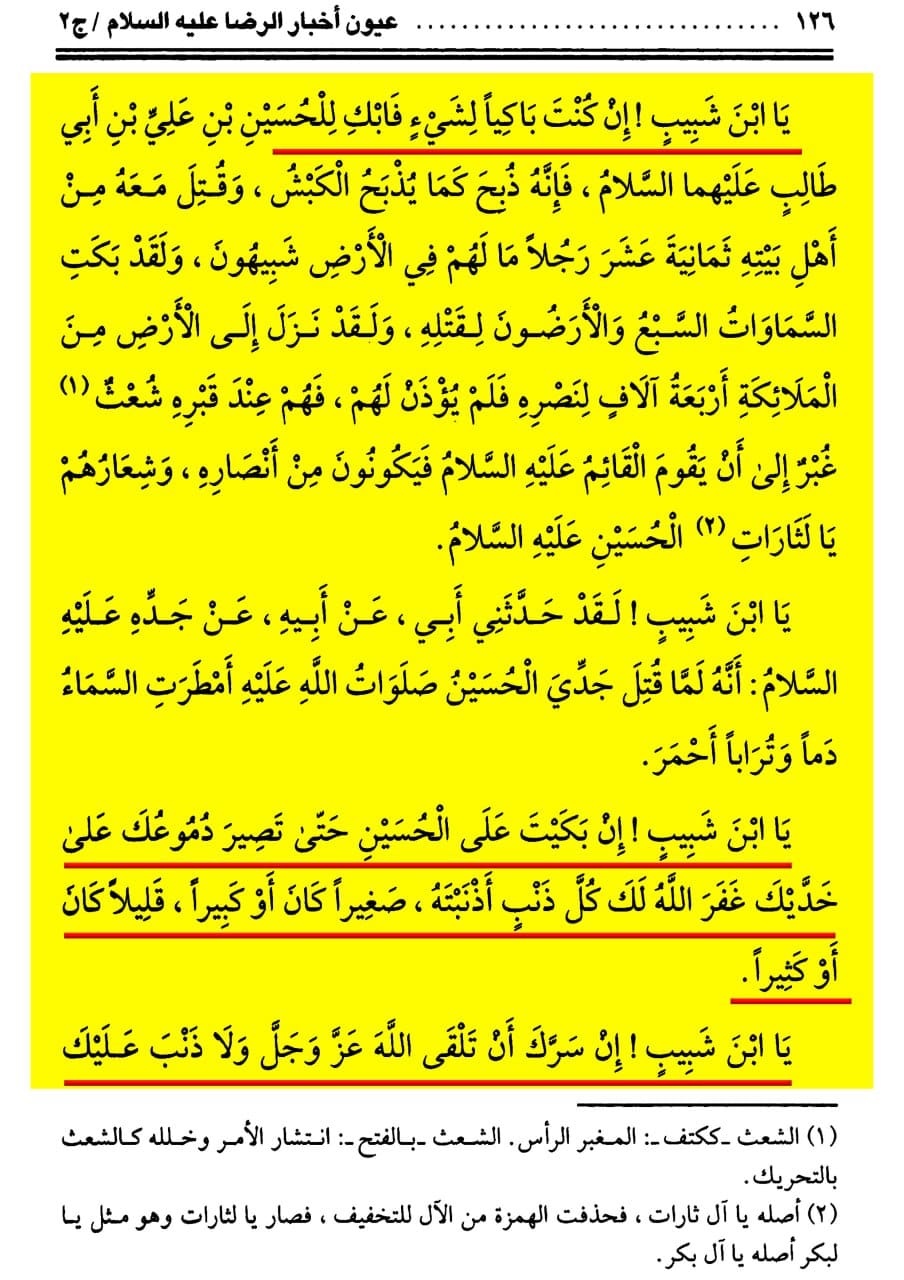 ١٢٦ ................................ عيون أخبار الرضا عليه السلام / ج٢
يَا ابْنَ شَبِيبٍ ! إِنْ كُنْتَ بَاكِياً لِشَيْءٍ فَابْكِ لِلْحُسَيْنِ بْنِ عَلِيِّ بْنِ أَبِي
طَالِبٍ عَلَيْهِما السَّلامُ ، فَإِنَّهُ ذُبِحَ كَمَا يُذْبَحُ الْكَبْشُ ، وَقُتِلَ مَعَهُ مِنْ
أَهْلِ بَيْتِهِ ثَمَانِيَةَ عَشَرَ رَجُلاً مَا لَهُمْ فِي الْأَرْضِ شَبِيهُونَ ، وَلَقَدْ بَكَتِ
السَّمَاوَاتُ السَّبْعُ وَالْأَرَضُونَ لِقَتْلِهِ ، وَلَقَدْ نَزَلَ إِلَى الْأَرْضِ مِنَ
الْمَلَائِكَةِ أَرْبَعَةُ آلَافٍ لِنَصْرِهِ فَلَمْ يُؤْذَنْ لَهُمْ ، فَهُمْ عِنْدَ قَبْرِهِ شُعْثٌ (١)
غُبْرٌ إِلىٰ أَنْ يَقُومَ الْقَائِمُ عَلَيْهِ السَّلامُ فَيَكُونُونَ مِنْ أَنْصَارِهِ ، وَشِعَارُهُمْ
يَا لَثَارَاتِ (٢) الْحُسَيْنِ عَلَيْهِ السَّلامُ.
يَا ابْنَ شَبِيبٍ ! لَقَدْ حَدَّثَنِي أَبِي ، عَنْ أَبِيهِ ، عَنْ جَدِّهِ عَلَيْهِ
السَّلامُ : أَنَّهُ لَمَّا قُتِلَ جَدِّيَ الْحُسَيْنُ صَلَوَاتُ اللَّهِ عَلَيْهِ أَمْطَرَتِ السَّمَاءُ
دَماً وَتُرَاباً أَحْمَرَ.
يَا ابْنَ شَبِيبٍ ! إِنْ بَكَيْتَ عَلَى الْحُسَيْنِ حَتّىٰ تَصِيرَ دُمُوعُكَ عَلىٰ
خَدَّيْكَ غَفَرَ اللَّهُ لَكَ كُلَّ ذَنْبٍ أَذْنَبْتَهُ ، صَغِيراً كَانَ أَوْ كَبِيراً ، قَلِيلاً كَانَ
أَوْ كَثِيراً.
يَا ابْنَ شَبِيبٍ ! إِنْ سَرَّكَ أَنْ تَلْقَى اللَّهَ عَزَّ وَجَلَّ وَلَا ذَنْبَ عَلَيْكَ
(١) الشعث ـ ككتف ـ : المغبر الرأس. الشعث ـ بالفتح ـ : انتشار الأمر وخلله كالشعث
بالتحريك.
(٢) أصله يا آل ثارات ، فحذفت الهمزة من الآل للتخفيف ، فصار يا لثارات وهو مثل يا
لبكر أصله يا آل بكر.